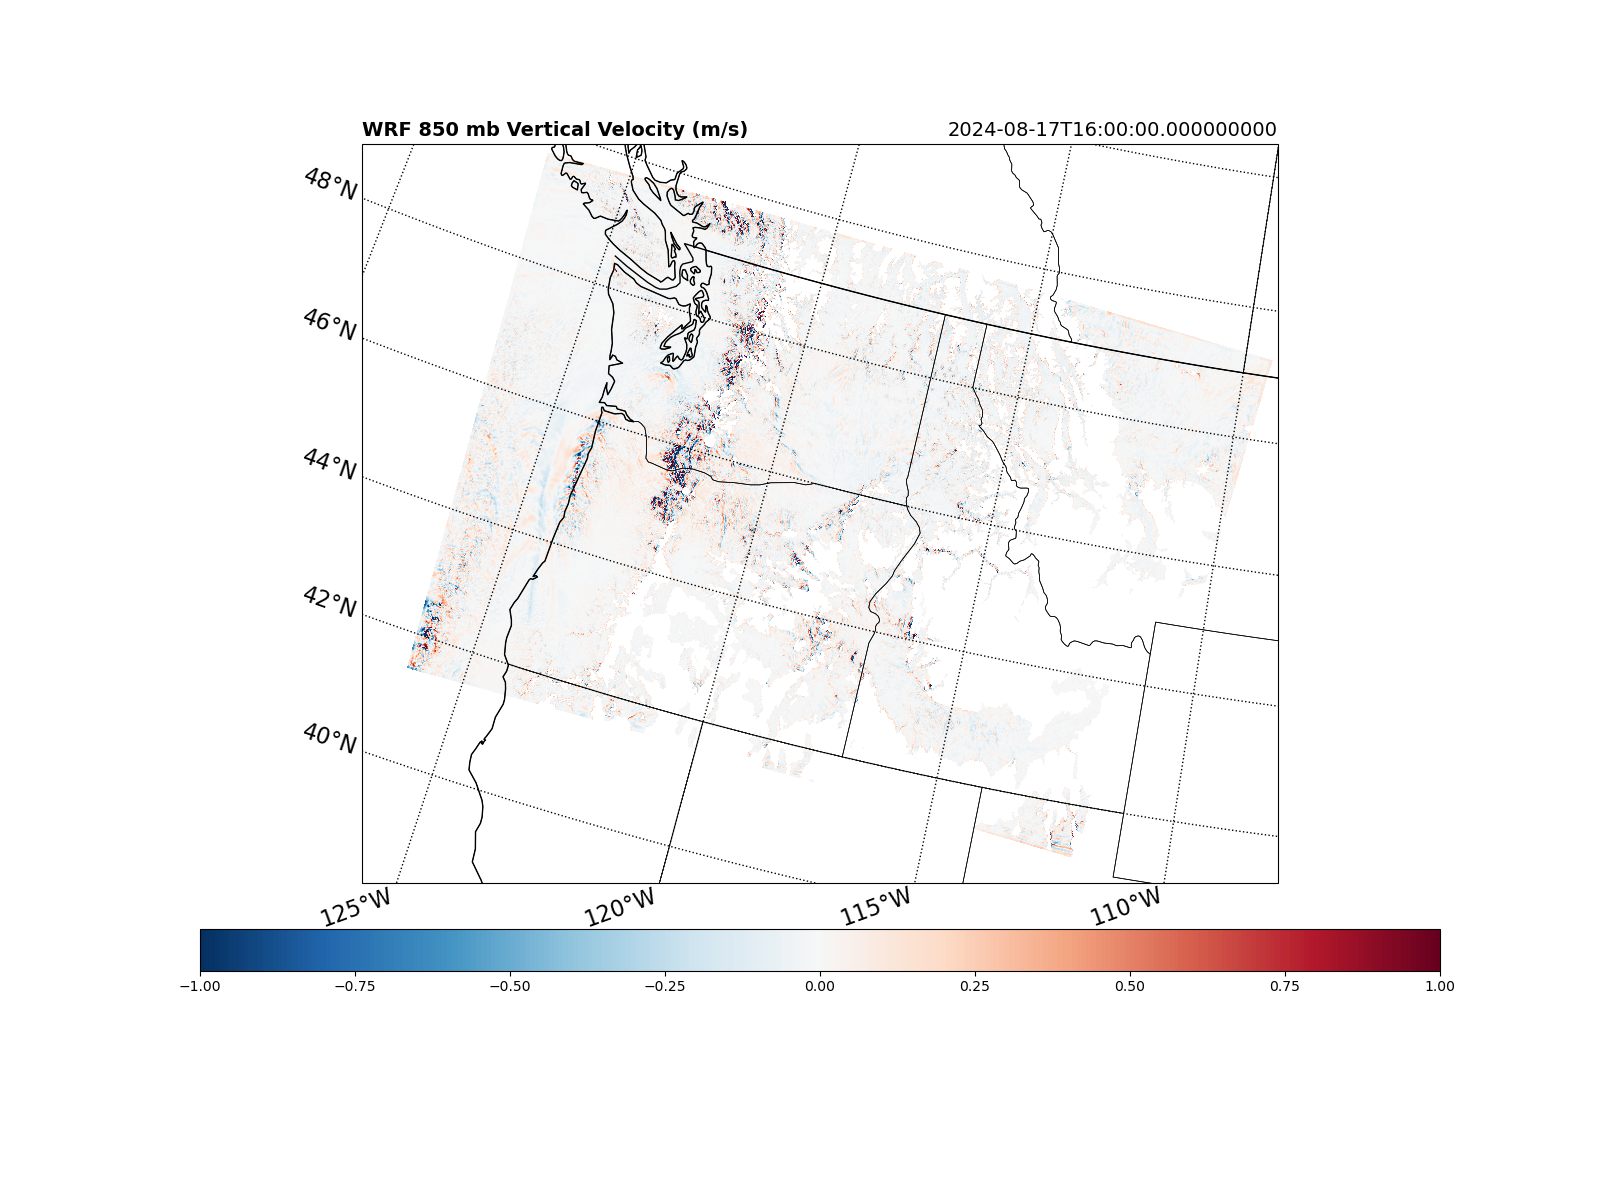 WRF 850 mb Vertical Velocity (m/s) 2024-08-17T16:00:00.000000000
48°N
46°N
44°N
42°N
40°N
125°W 120°W 115°W 110°W
−1.00 −0.75 −0.50 −0.25 0.00 0.25 0.50 0.75 1.00